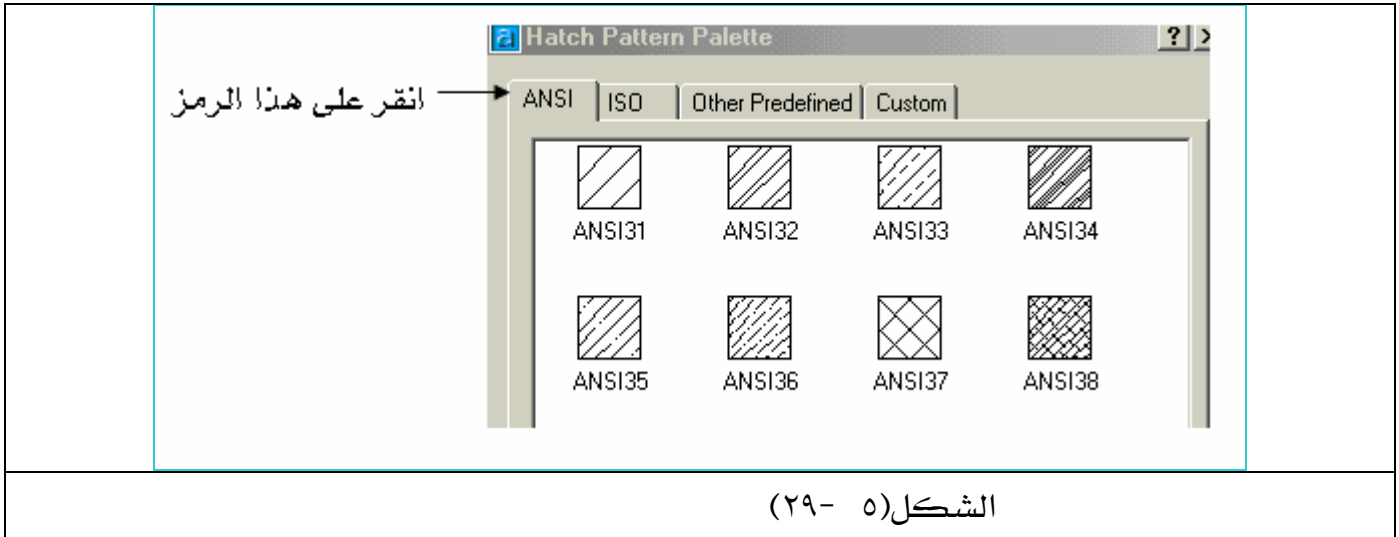 Hatch Pattern Palette
انقر على هذا الرمز
ANSI ISO Other Predefined Custom
ANSI31 ANSI32 ANSI33 ANSI34
ANSI35 ANSI36 ANSI37 ANSI38
الشكل(٥ -٢٩)